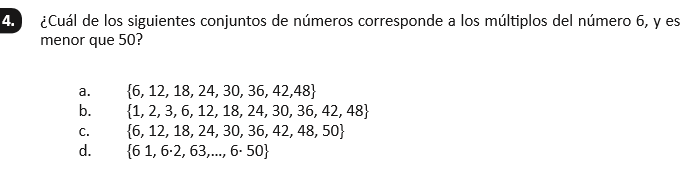 4. ¿Cuál de los siguientes conjuntos de números corresponde a los múltiplos del número 6, y es
menor que 50?
a. {6, 12, 18, 24, 30, 36, 42,48}
b. {1, 2, 3, 6, 12, 18, 24, 30, 36, 42, 48}
c. {6, 12, 18, 24, 30, 36, 42, 48, 50}
d. {6 1, 6·2, 63,..., 6· 50}